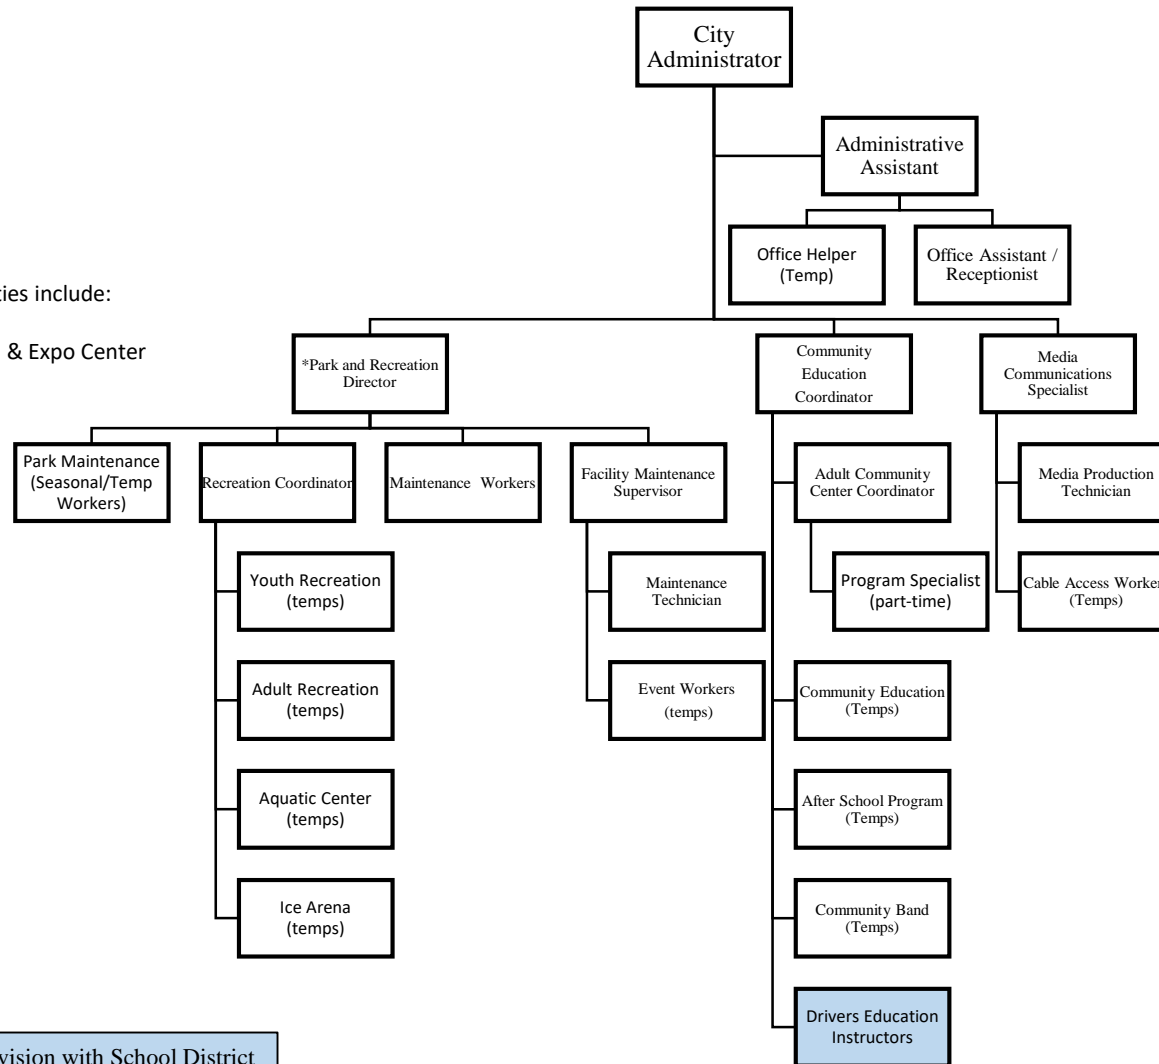 City
Administrator
Administrative
Assistant
Office Helper
(Temp)
Office Assistant /
Receptionist
ties include:
& Expo Center
*Park and Recreation
Director
Community
Education
Coordinator
Media
Communications
Specialist
Park Maintenance
(Seasonal/Temp
Workers)
Recreation Coordinator
Maintenance Workers
Facility Maintenance
Supervisor
Adult Community
Center Coordinator
Media Production
Technician
Youth Recreation
(temps)
Maintenance
Technician
Program Specialist
(part-time)
Cable Access Worker
(Temps)
Adult Recreation
(temps)
Event Workers
(temps)
Community Education
(Temps)
Aquatic Center
(temps)
After School Program
(Temps)
Ice Arena
(temps)
Community Band
(Temps)
Drivers Education
Instructors
vision with School District